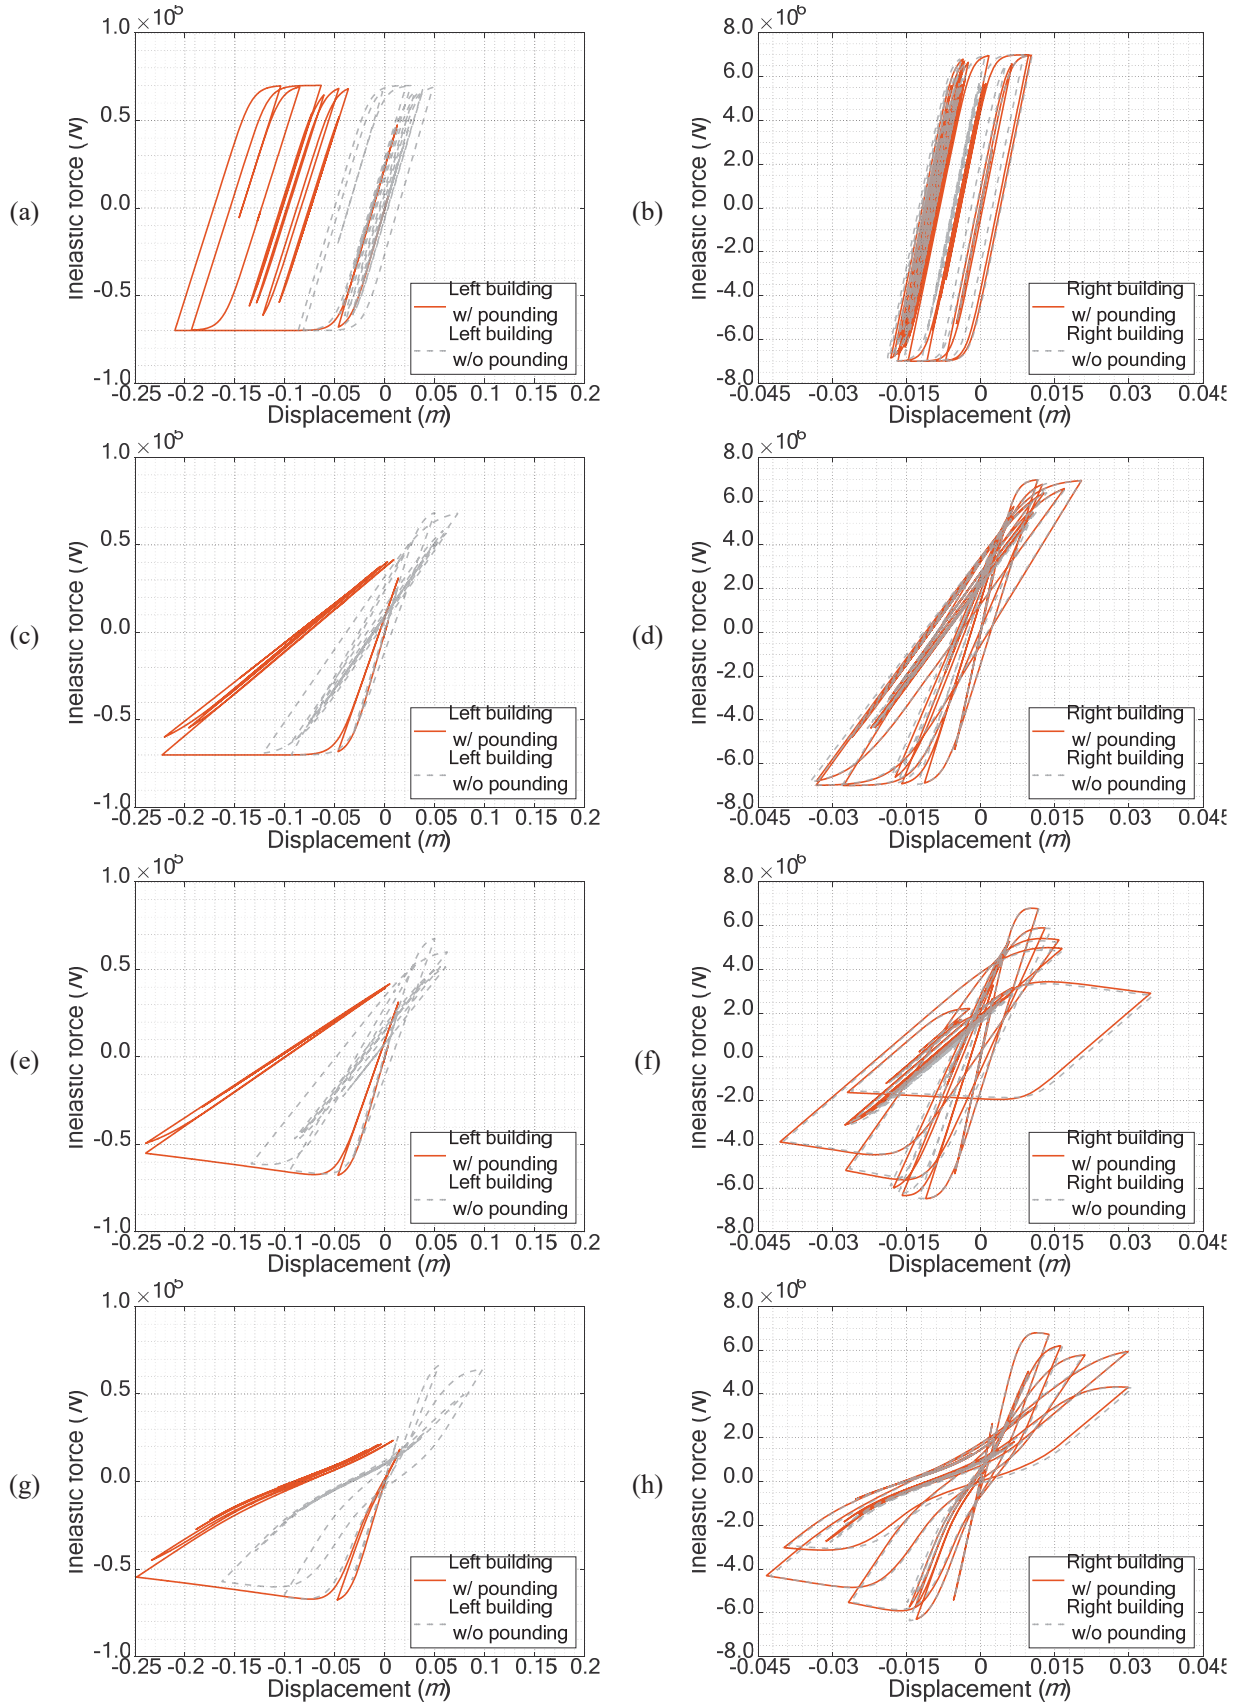 (a)
1.0 ×10⁵
0.5
0.0
-0.5
-1.0
-0.25 -0.2 -0.15 -0.1 -0.05 0 0.05 0.1 0.15 0.2
Inelastic force (N)
Displacement (m)
Left building
w/ pounding
Left building
w/o pounding
(b)
8.0 ×10⁶
6.0
4.0
2.0
0.0
-2.0
-4.0
-6.0
-8.0
-0.045 -0.03 -0.015 0 0.015 0.03 0.045
Inelastic force (N)
Displacement (m)
Right building
w/ pounding
Right building
w/o pounding
(c)
1.0 ×10⁵
0.5
0.0
-0.5
-1.0
-0.25 -0.2 -0.15 -0.1 -0.05 0 0.05 0.1 0.15 0.2
Inelastic force (N)
Displacement (m)
Left building
w/ pounding
Left building
w/o pounding
(d)
8.0 ×10⁶
6.0
4.0
2.0
0.0
-2.0
-4.0
-6.0
-8.0
-0.045 -0.03 -0.015 0 0.015 0.03 0.045
Inelastic force (N)
Displacement (m)
Right building
w/ pounding
Right building
w/o pounding
(e)
1.0 ×10⁵
0.5
0.0
-0.5
-1.0
-0.25 -0.2 -0.15 -0.1 -0.05 0 0.05 0.1 0.15 0.2
Inelastic force (N)
Displacement (m)
Left building
w/ pounding
Left building
w/o pounding
(f)
8.0 ×10⁶
6.0
4.0
2.0
0.0
-2.0
-4.0
-6.0
-8.0
-0.045 -0.03 -0.015 0 0.015 0.03 0.045
Inelastic force (N)
Displacement (m)
Right building
w/ pounding
Right building
w/o pounding
(g)
1.0 ×10⁵
0.5
0.0
-0.5
-1.0
-0.25 -0.2 -0.15 -0.1 -0.05 0 0.05 0.1 0.15 0.2
Inelastic force (N)
Displacement (m)
Left building
w/ pounding
Left building
w/o pounding
(h)
8.0 ×10⁶
6.0
4.0
2.0
0.0
-2.0
-4.0
-6.0
-8.0
-0.045 -0.03 -0.015 0 0.015 0.03 0.045
Inelastic force (N)
Displacement (m)
Right building
w/ pounding
Right building
w/o pounding